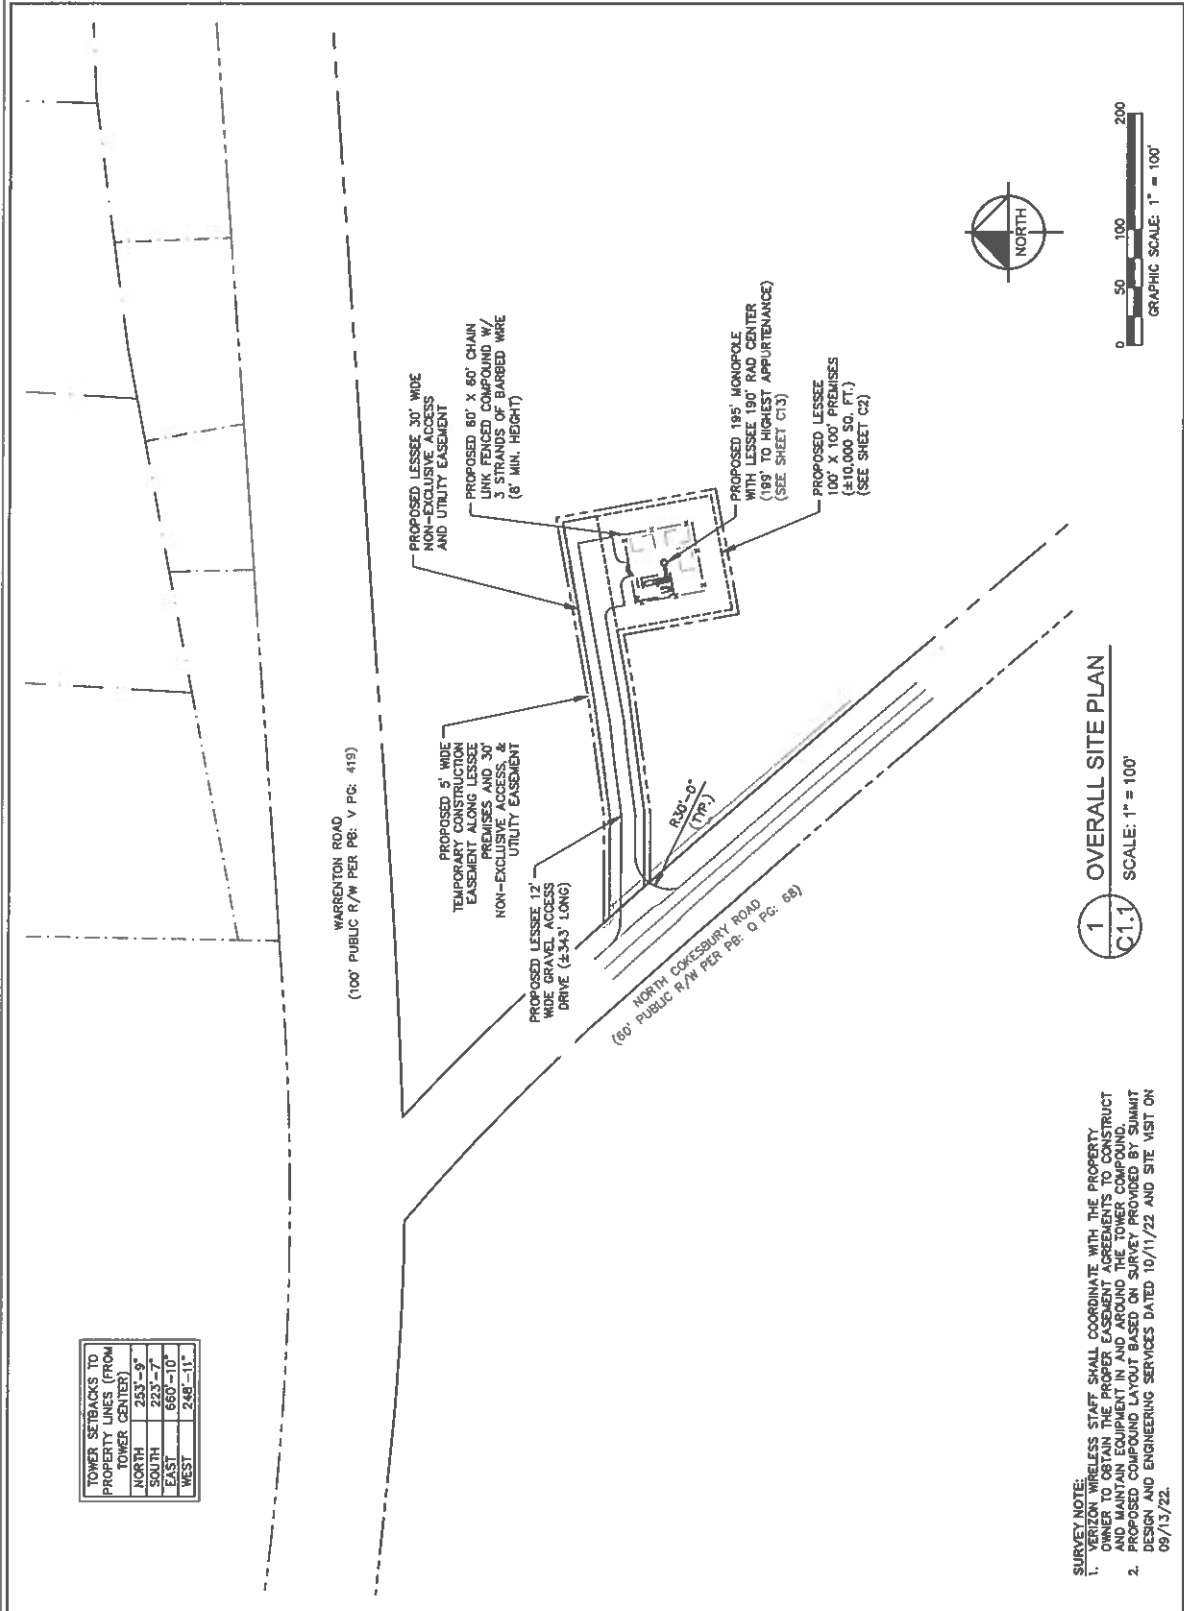 TOWER SETBACKS TO
PROPERTY LINES (FROM
TOWER CENTER)
NORTH 253'-9"
SOUTH 223'-7"
EAST 660'-10"
WEST 248'-11"
WARRENTON ROAD
(100' PUBLIC R/W PER PB: V PG: 419)
PROPOSED LESSEE 30' WIDE
NON-EXCLUSIVE ACCESS
AND UTILITY EASEMENT
PROPOSED 60' X 60' CHAIN
LINK FENCED COMPOUND W/
3 STRANDS OF BARBED WIRE
(8' MIN. HEIGHT)
PROPOSED 5' WIDE
TEMPORARY CONSTRUCTION
EASEMENT ALONG LESSEE
PREMISES AND 30'
NON-EXCLUSIVE ACCESS, &
UTILITY EASEMENT
PROPOSED LESSEE 12'
WIDE GRAVEL ACCESS
DRIVE (±343' LONG)
R30'-0"
(TYP.)
NORTH COKESBURY ROAD
(60' PUBLIC R/W PER PB: Q PG: 68)
PROPOSED 195' MONOPOLE
WITH LESSEE 190' RAD CENTER
(199' TO HIGHEST APPURTENANCE)
(SEE SHEET C13)
PROPOSED LESSEE
100' X 100' PREMISES
(±10,000 SQ. FT.)
(SEE SHEET C2)
NORTH
0 50 100 200
GRAPHIC SCALE: 1" = 100'
1
C1.1
OVERALL SITE PLAN
SCALE: 1" = 100'
SURVEY NOTE:
1. VERIZON WIRELESS STAFF SHALL COORDINATE WITH THE PROPERTY
OWNER TO OBTAIN THE PROPER EASEMENT AGREEMENTS TO CONSTRUCT
AND MAINTAIN EQUIPMENT IN AND AROUND THE TOWER COMPOUND.
2. PROPOSED COMPOUND LAYOUT BASED ON SURVEY PROVIDED BY SUMMIT
DESIGN AND ENGINEERING SERVICES DATED 10/11/22 AND SITE VISIT ON
09/13/22.